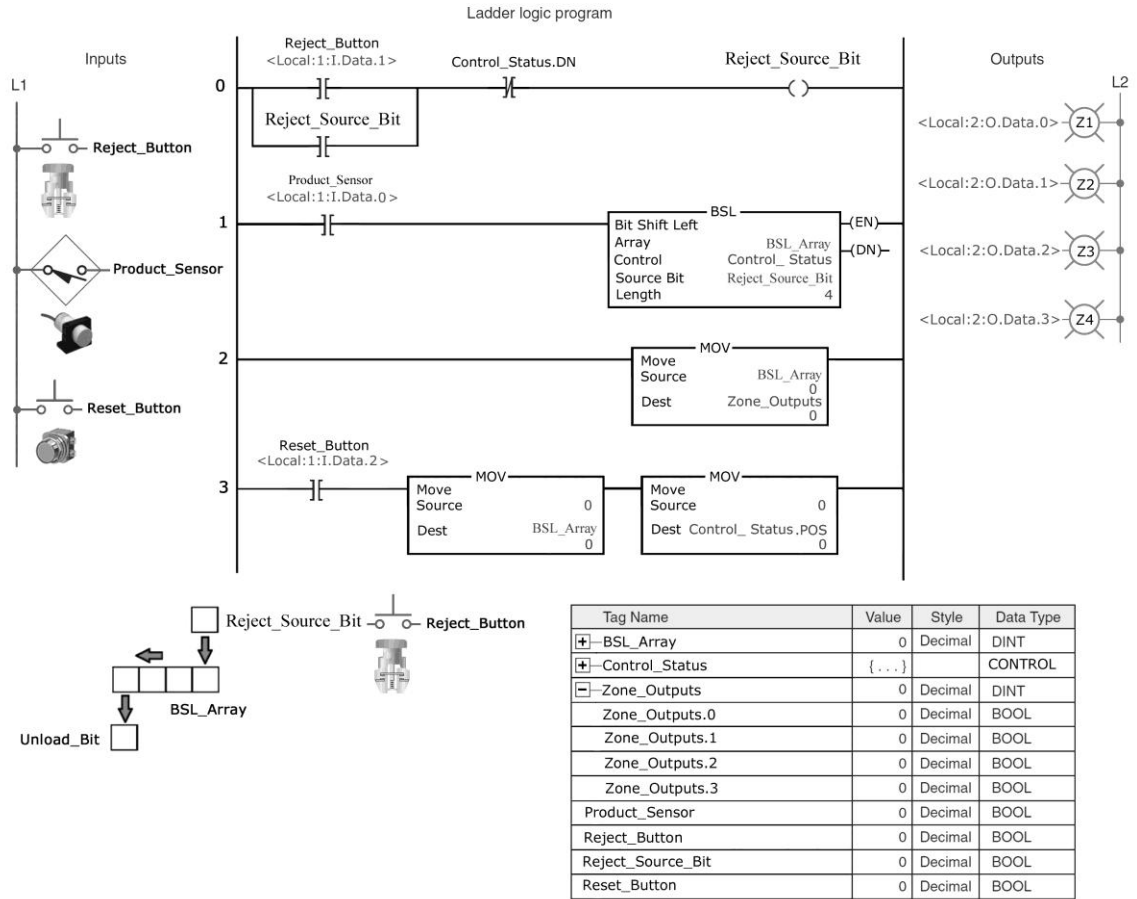 Ladder logic program
Inputs
L1
Reject_Button
Product_Sensor
Reset_Button
Reject_Button
<Local:1:I.Data.1>
Control_Status.DN
Reject_Source_Bit
0
Reject_Source_Bit
Product_Sensor
<Local:1:I.Data.0>
1
BSL
Bit Shift Left
Array BSL_Array
Control Control_ Status
Source Bit Reject_Source_Bit
Length 4
(EN)
(DN)
2
MOV
Move
Source BSL_Array
0
Dest Zone_Outputs
0
Reset_Button
<Local:1:I.Data.2>
3
MOV
Move
Source 0
Dest BSL_Array
0
MOV
Move
Source 0
Dest Control_ Status.POS
0
Outputs
L2
<Local:2:O.Data.0> Z1
<Local:2:O.Data.1> Z2
<Local:2:O.Data.2> Z3
<Local:2:O.Data.3> Z4
Reject_Source_Bit Reject_Button
BSL_Array
Unload_Bit
Tag Name Value Style Data Type
BSL_Array 0 Decimal DINT
Control_Status {...} CONTROL
Zone_Outputs 0 Decimal DINT
Zone_Outputs.0 0 Decimal BOOL
Zone_Outputs.1 0 Decimal BOOL
Zone_Outputs.2 0 Decimal BOOL
Zone_Outputs.3 0 Decimal BOOL
Product_Sensor 0 Decimal BOOL
Reject_Button 0 Decimal BOOL
Reject_Source_Bit 0 Decimal BOOL
Reset_Button 0 Decimal BOOL